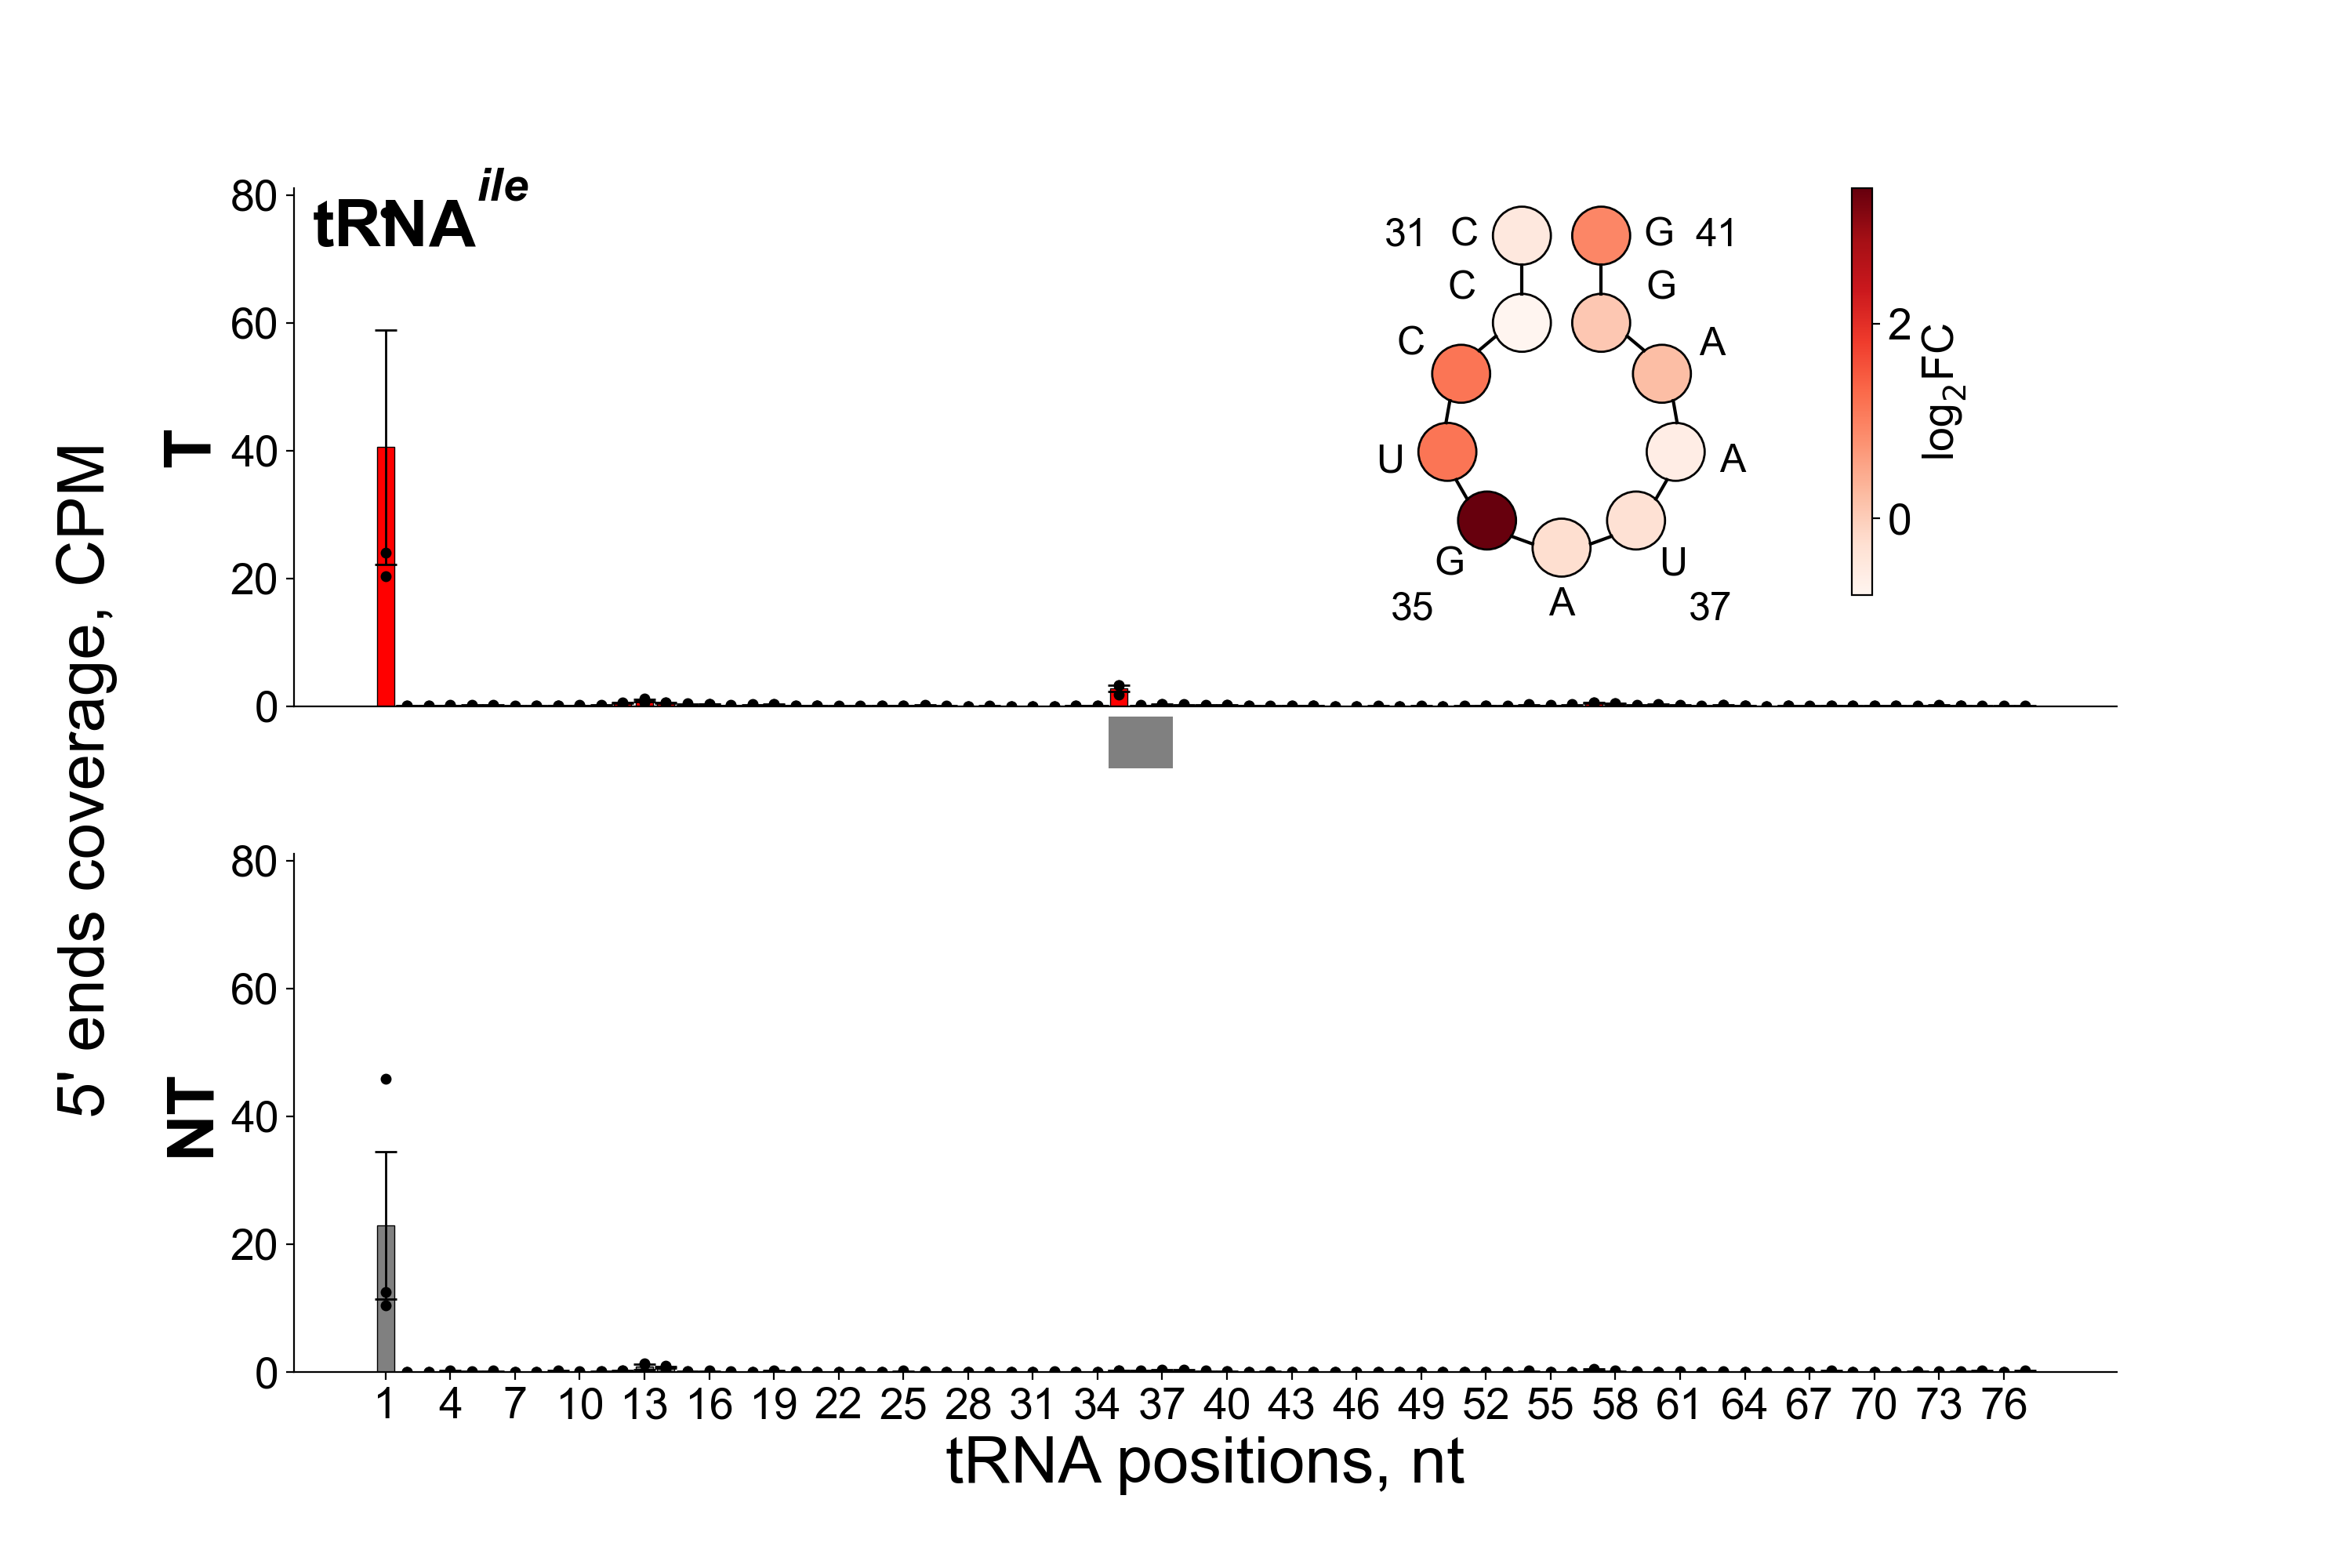 tRNA^ile
5' ends coverage, CPM
T
80
60
40
20
0
31 C G 41
C G
C A
U A
G U
35 A 37
2
0
log₂FC
NT
80
60
40
20
0
1 4 7 10 13 16 19 22 25 28 31 34 37 40 43 46 49 52 55 58 61 64 67 70 73 76
tRNA positions, nt